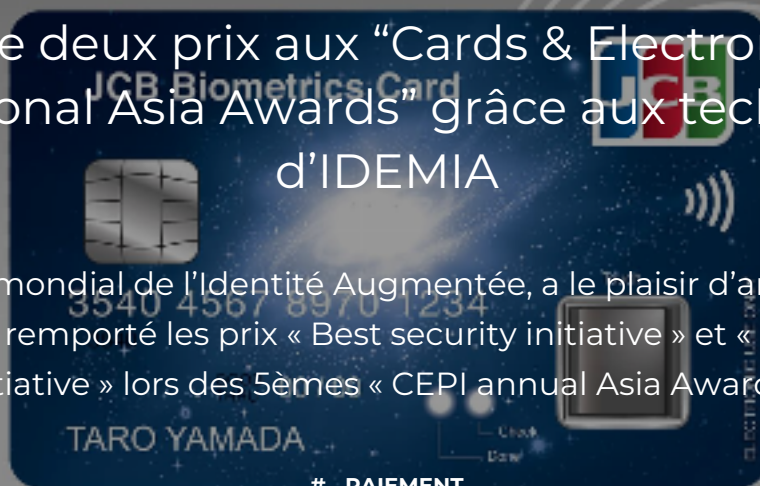 e deux prix aux “Cards & Electro
JCB Biometrics Card
JCB
onal Asia Awards” grâce aux tec
d’IDEMIA
mondial de l’Identité Augmentée, a le plaisir d’a
3540 4567 8970 1234
remporté les prix « Best security initiative » et «
tiative » lors des 5èmes « CEPI annual Asia Awar
TARO YAMADA
Check
Done
# PAIEMENT